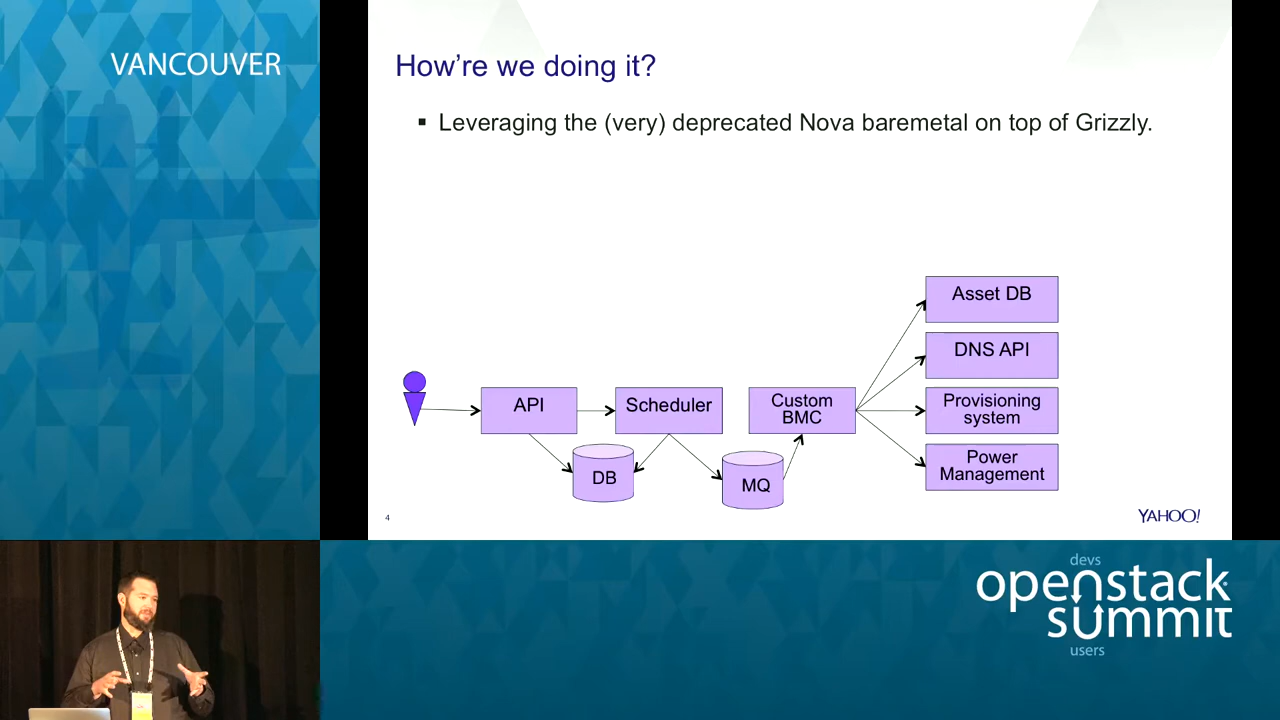 VANCOUVER
How’re we doing it?
▪ Leveraging the (very) deprecated Nova baremetal on top of Grizzly.
Asset DB
DNS API
API
Scheduler
Custom
BMC
Provisioning
system
DB
MQ
Power
Management
4
YAHOO!
devs
openstack
summit
users